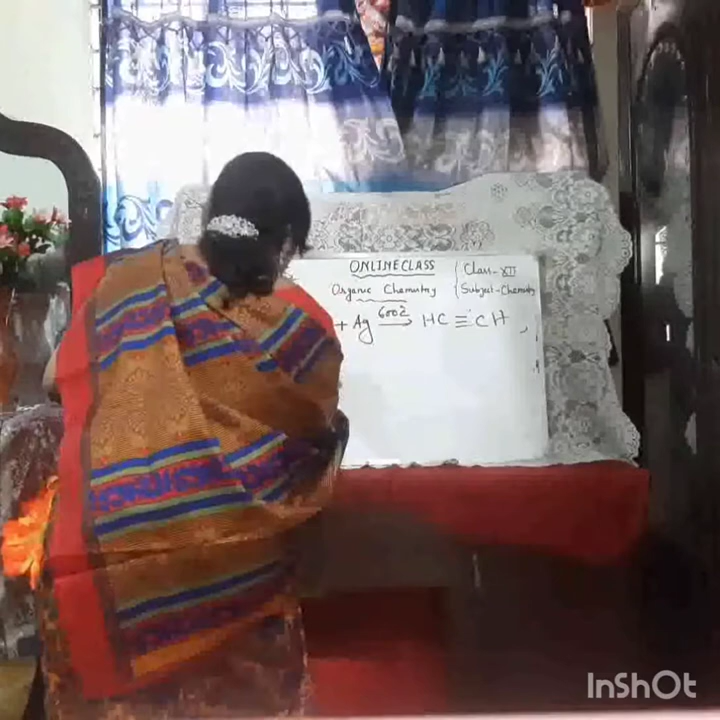 ONLINE CLASS
Class-XII
Organic Chemistry
Subject-Chemistry
+ Ag 600% → HC≡CH
InShOt